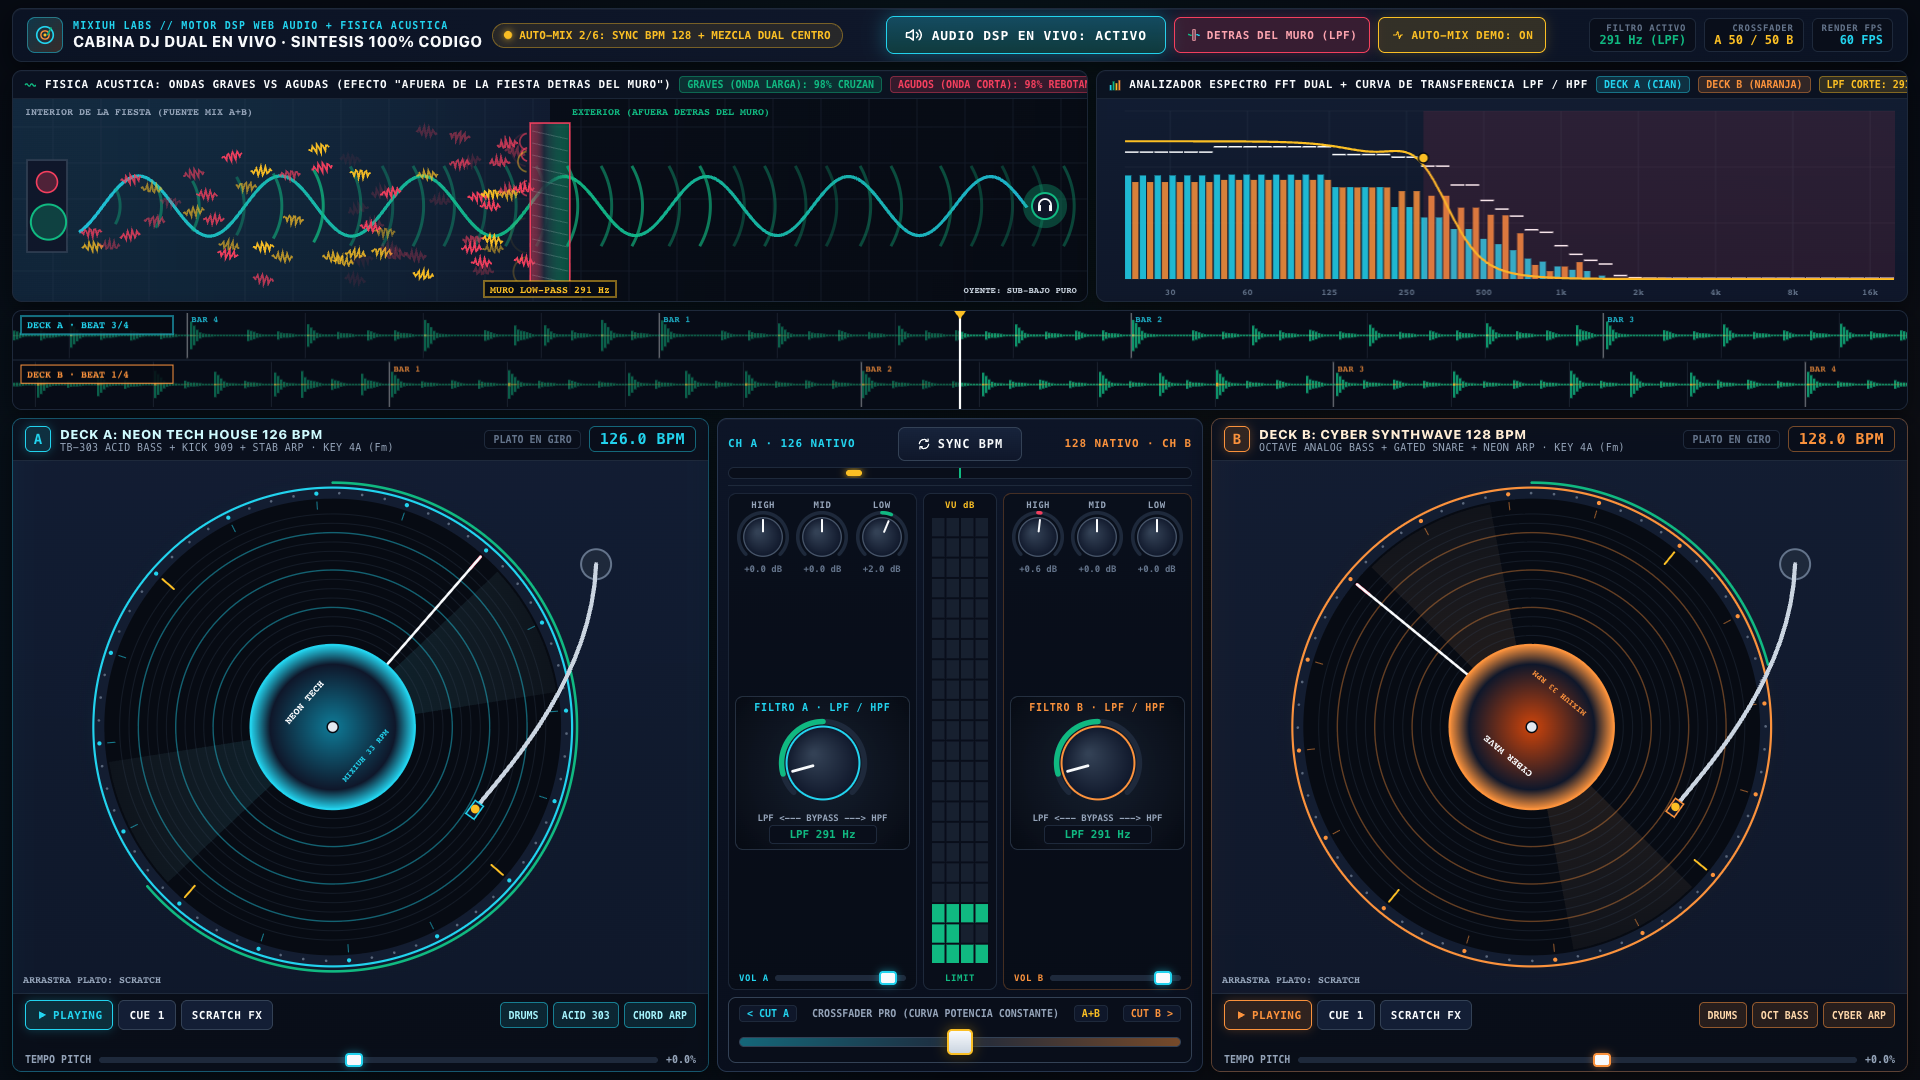 MIXIUH LABS // MOTOR DSP WEB AUDIO + FISICA ACUSTICA
CABINA DJ DUAL EN VIVO · SINTESIS 100% CODIGO
AUTO-MIX 2/6: SYNC BPM 128 + MEZCLA DUAL CENTRO
AUDIO DSP EN VIVO: ACTIVO
DETRAS DEL MURO (LPF)
AUTO-MIX DEMO: ON
FILTRO ACTIVO
291 Hz (LPF)
CROSSFADER
A 50 / 50 B
RENDER FPS
60 FPS
FISICA ACUSTICA: ONDAS GRAVES VS AGUDAS (EFECTO "AFUERA DE LA FIESTA DETRAS DEL MURO")
GRAVES (ONDA LARGA): 98% CRUZAN
AGUDOS (ONDA CORTA): 98% REBOTAN
INTERIOR DE LA FIESTA (FUENTE MIX A+B)
EXTERIOR (AFUERA DETRAS DEL MURO)
MURO LOW-PASS 291 Hz
OYENTE: SUB-BAJO PURO
ANALIZADOR ESPECTRO FFT DUAL + CURVA DE TRANSFERENCIA LPF / HPF
DECK A (CIAN)
DECK B (NARANJA)
LPF CORTE: 291
30 60 125 250 500 1k 2k 4k 8k 16k
DECK A · BEAT 3/4
BAR 4 BAR 1 BAR 2 BAR 3
DECK B · BEAT 1/4
BAR 1 BAR 2 BAR 3 BAR 4
A
DECK A: NEON TECH HOUSE 126 BPM
TB-303 ACID BASS + KICK 909 + STAB ARP · KEY 4A (Fm)
PLATO EN GIRO
126.0 BPM
NEON TECH
MIXIUH 33 RPM
ARRASTRA PLATO: SCRATCH
PLAYING
CUE 1
SCRATCH FX
DRUMS
ACID 303
CHORD ARP
TEMPO PITCH
+0.0%
CH A · 126 NATIVO
SYNC BPM
128 NATIVO · CH B
HIGH MID LOW
+0.0 dB +0.0 dB +2.0 dB
FILTRO A · LPF / HPF
LPF <--- BYPASS ---> HPF
LPF 291 Hz
VOL A
VU dB
LIMIT
HIGH MID LOW
+0.6 dB +0.0 dB +0.0 dB
FILTRO B · LPF / HPF
LPF <--- BYPASS ---> HPF
LPF 291 Hz
VOL B
< CUT A
CROSSFADER PRO (CURVA POTENCIA CONSTANTE)
A+B
CUT B >
B
DECK B: CYBER SYNTHWAVE 128 BPM
OCTAVE ANALOG BASS + GATED SNARE + NEON ARP · KEY 4A (Fm)
PLATO EN GIRO
128.0 BPM
MIXIUH 33 RPM
CYBER WAVE
ARRASTRA PLATO: SCRATCH
PLAYING
CUE 1
SCRATCH FX
DRUMS
OCT BASS
CYBER ARP
TEMPO PITCH
+0.0%